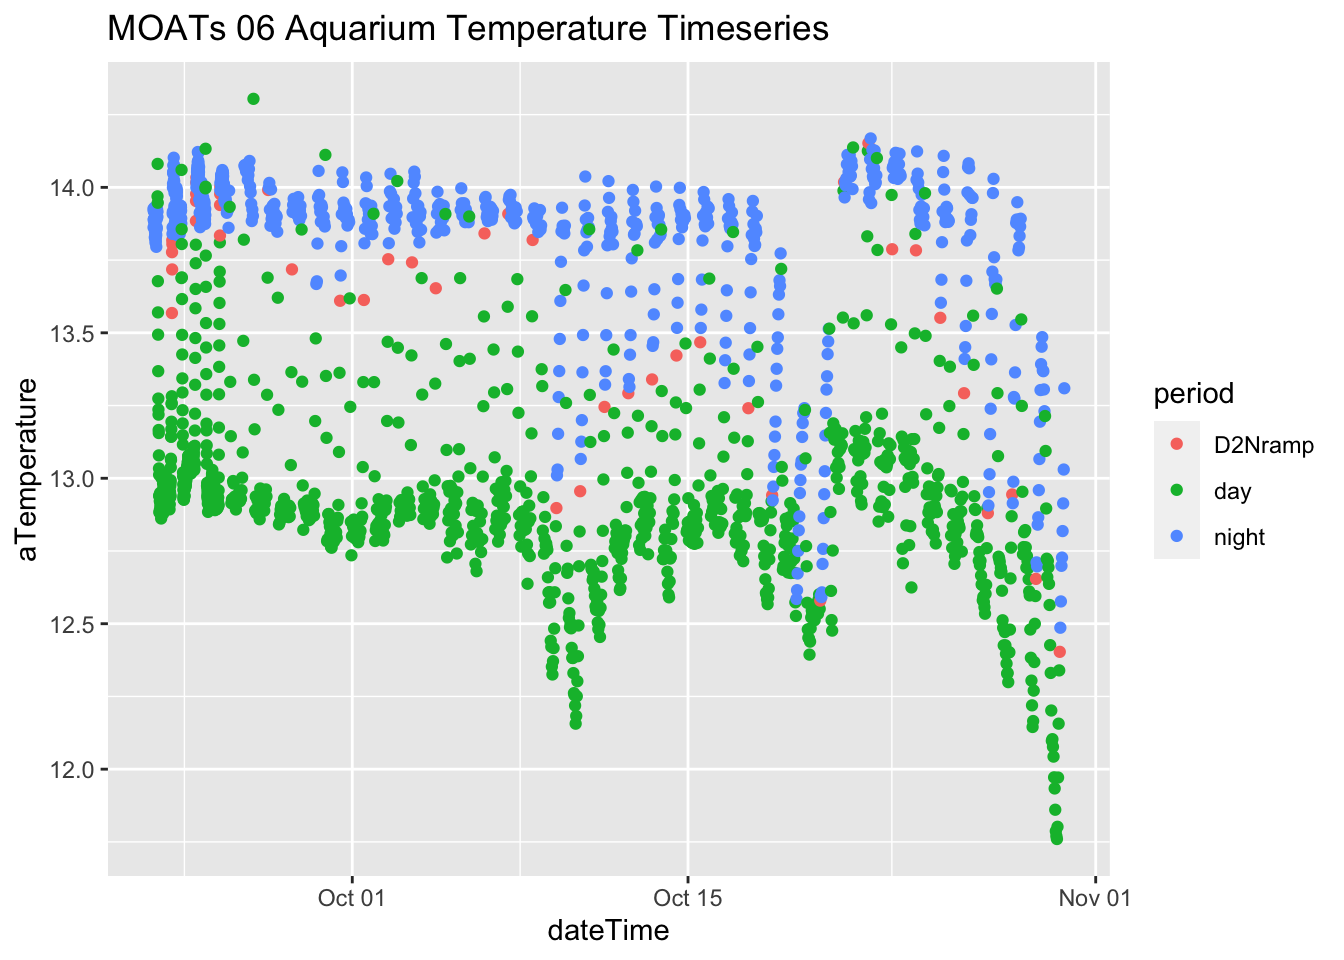 MOATs 06 Aquarium Temperature Timeseries
aTemperature
14.0
13.5
13.0
12.5
12.0
Oct 01
Oct 15
Nov 01
dateTime
period
D2Nramp
day
night